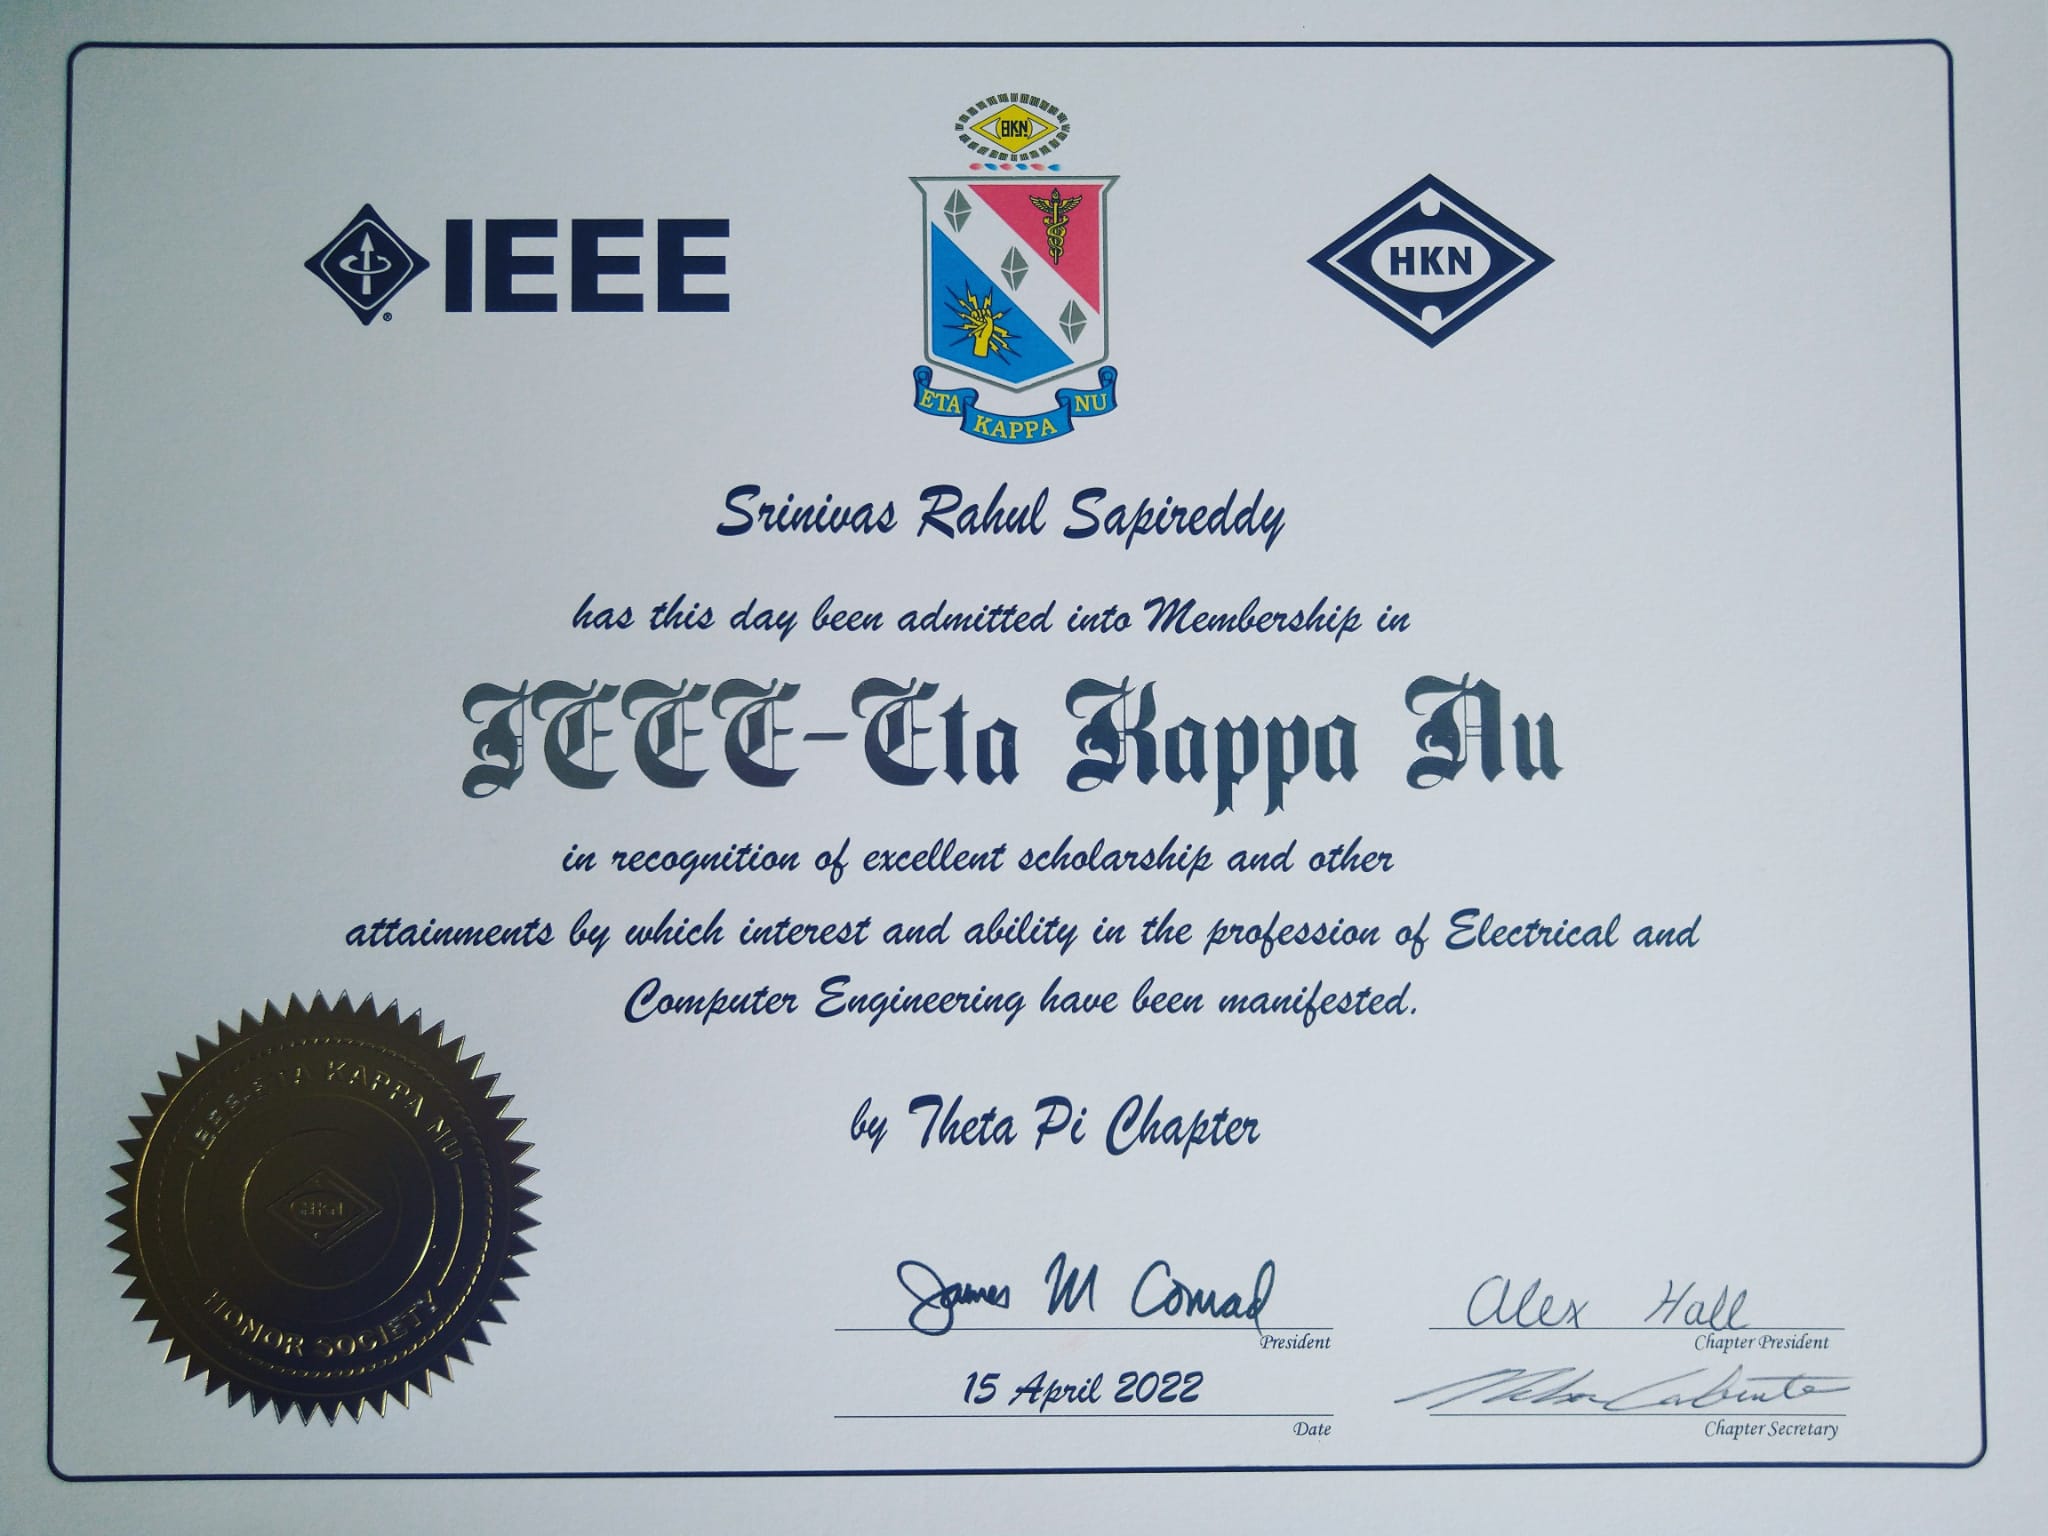 HKN
IEEE
HKN
ETA KAPPA NU
Srinivas Rahul Sapireddy
has this day been admitted into Membership in
IEEE-Eta Kappa Nu
in recognition of excellent scholarship and other
attainments by which interest and ability in the profession of Electrical and
Computer Engineering have been manifested.
by Theta Pi Chapter
IEEE-ETA KAPPA NU
HKN
HONOR SOCIETY
James M Conrad
President
Alex Hall
Chapter President
15 April 2022
Date
Chapter Secretary